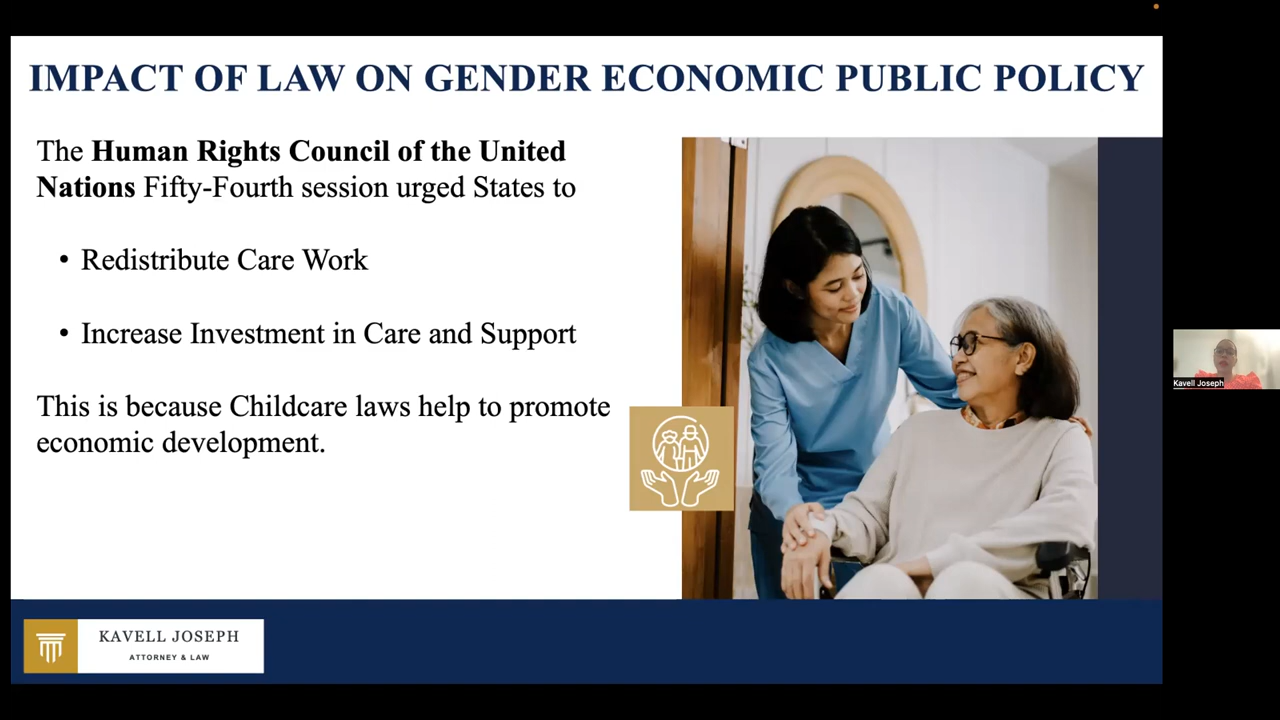 IMPACT OF LAW ON GENDER ECONOMIC PUBLIC POLICY
The Human Rights Council of the United
Nations Fifty-Fourth session urged States to
• Redistribute Care Work
• Increase Investment in Care and Support
This is because Childcare laws help to promote
economic development.
Kavell Joseph
KAVELL JOSEPH
ATTORNEY & LAW